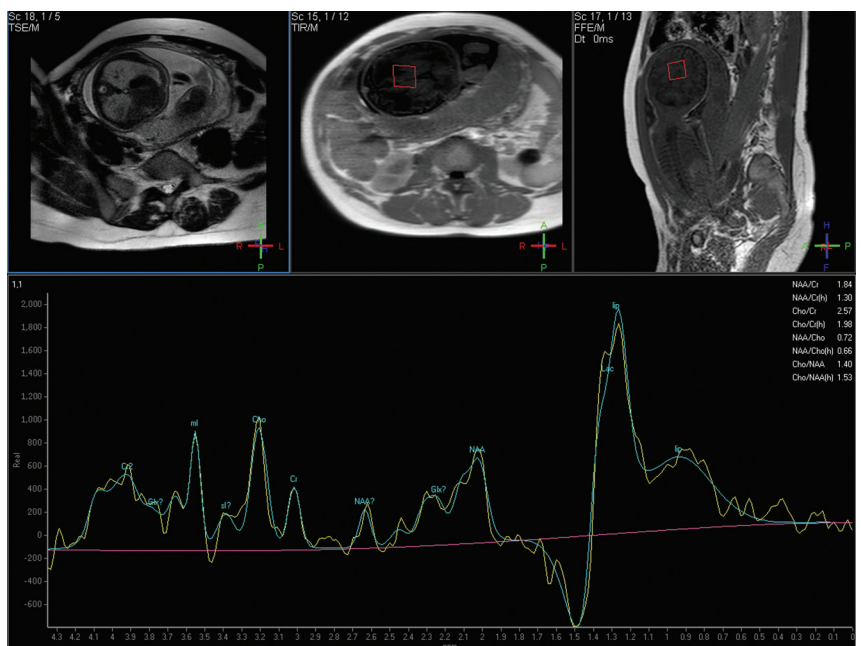 Sc 18, 1 / 5
TSE/M
Sc 15, 1 / 12
TIR/M
Sc 17, 1 / 13
FFE/M
Dt 0ms
R L
P
A
R L
P
H
A
F
1,1
NAA/Cr 1.84
NAA/Cr(h) 1.30
Cho/Cr 2.57
Cho/Cr(h) 1.98
NAA/Cho 0.72
NAA/Cho(h) 0.66
Cho/NAA 1.40
Cho/NAA(h) 1.53
2,000
1,800
1,600
1,400
1,200
1,000
800
600
400
200
0
-200
-400
-600
Real
Cr2
Glx?
mI
sI?
Cho
Cr
NAA?
Glx?
NAA
Lac
lip
lip
4.3 4.2 4.1 4 3.9 3.8 3.7 3.6 3.5 3.4 3.3 3.2 3.1 3 2.9 2.8 2.7 2.6 2.5 2.4 2.3 2.2 2.1 2 1.9 1.8 1.7 1.6 1.5 1.4 1.3 1.2 1.1 1 0.9 0.8 0.7 0.6 0.5 0.4 0.3 0.2 0.1 0